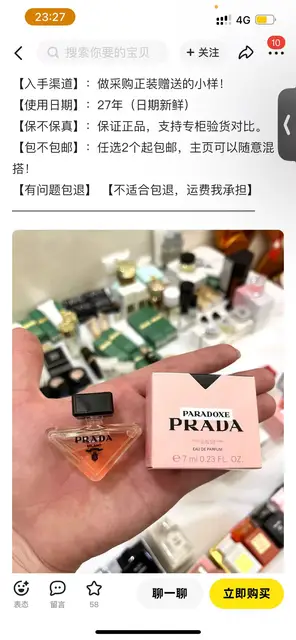 23:27
4G
搜索你要的宝贝
+ 关注
10
【入手渠道】：做采购正装赠送的小样！
【使用日期】：27年（日期新鲜）
【保不保真】：保证正品，支持专柜验货对比。
【包不包邮】：任选2个起包邮，主页可以随意混
搭！
【有问题包退】 【不适合包退，运费我承担】
PRADA
MILANO
PARADOXE
PRADA
EAU DE PARFUM
℮ 7 ml 0.23 FL. OZ.
表态
留言
58
聊一聊
立即购买